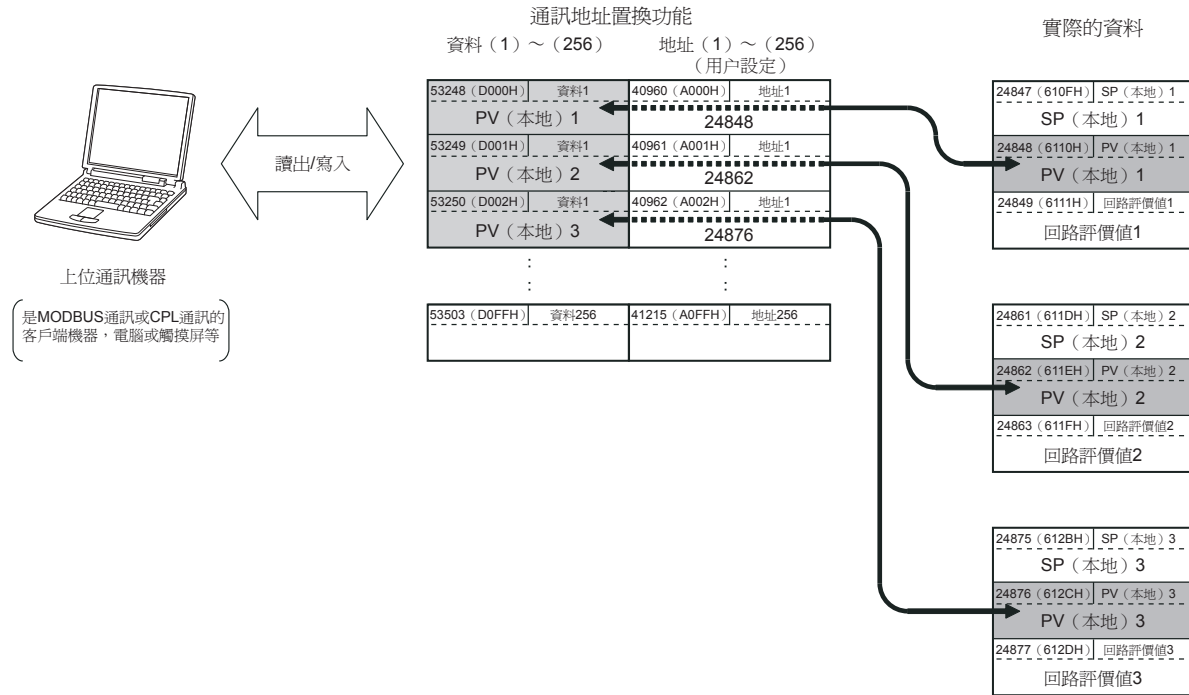 通訊地址置換功能
資料（1）～（256）
地址（1）～（256）
（用户設定）
實際的資料
53248（D000H） 資料1
PV（本地）1
40960（A000H） 地址1
24848
53249（D001H） 資料1
PV（本地）2
40961（A001H） 地址1
24862
53250（D002H） 資料1
PV（本地）3
40962（A002H） 地址1
24876
：
：
：
：
53503（D0FFH） 資料256
41215（A0FFH） 地址256
讀出/寫入
上位通訊機器
是MODBUS通訊或CPL通訊的
客戶端機器，電腦或觸摸屏等
24847（610FH） SP（本地）1
SP（本地）1
24848（6110H） PV（本地）1
PV（本地）1
24849（6111H） 回路評價値1
回路評價値1
24861（611DH） SP（本地）2
SP（本地）2
24862（611EH） PV（本地）2
PV（本地）2
24863（611FH） 回路評價値2
回路評價値2
24875（612BH） SP（本地）3
SP（本地）3
24876（612CH） PV（本地）3
PV（本地）3
24877（612DH） 回路評價値3
回路評價値3